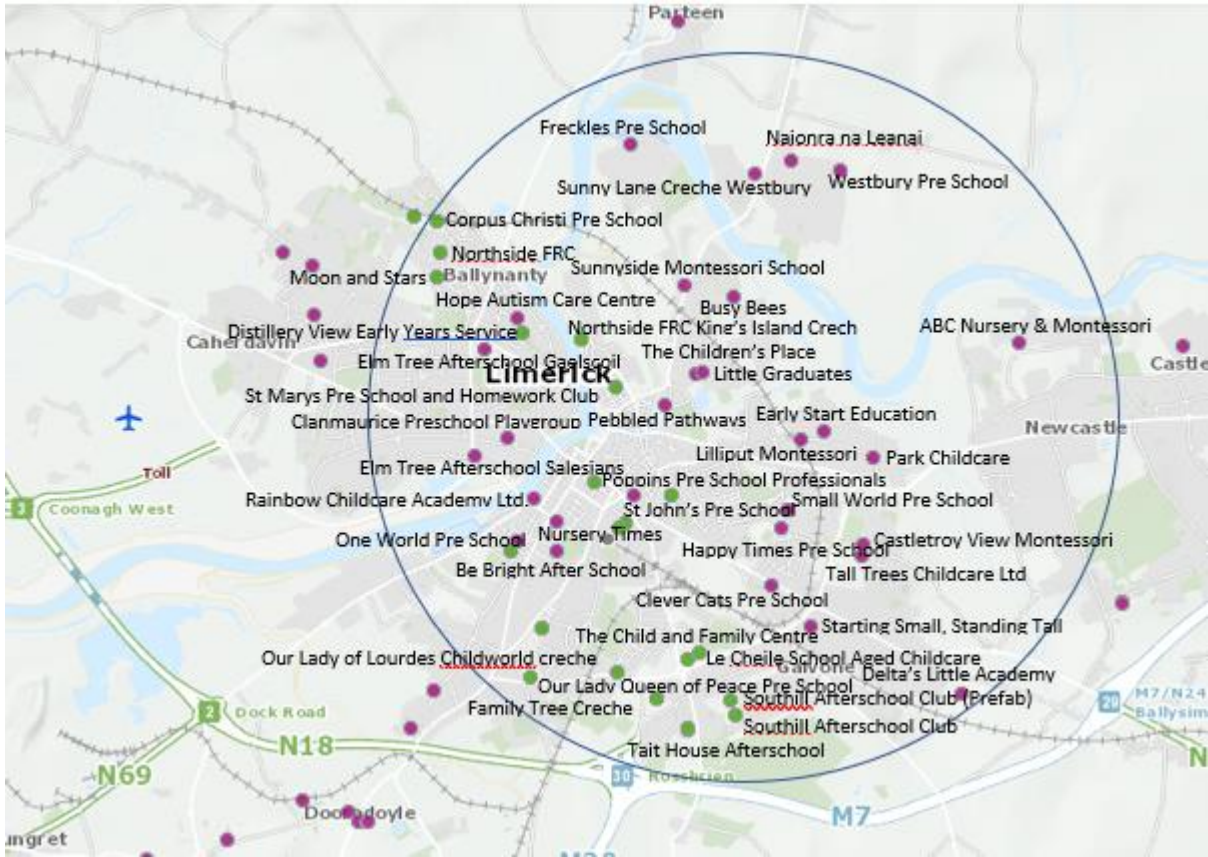 Parteen
Freckles Pre School
Naionra na Leanai
Sunny Lane Creche Westbury
Westbury Pre School
Corpus Christi Pre School
Northside FRC
Moon and Stars
Ballynanty
Sunnyside Montessori School
Hope Autism Care Centre
Busy Bees
Distillery View Early Years Service
Northside FRC King's Island Crech
ABC Nursery & Montessori
Caherdavin
The Children's Place
Elm Tree Afterschool Gaelscoil
Castle
Limerick
Little Graduates
St Marys Pre School and Homework Club
Pebbled Pathways
Early Start Education
Clanmaurice Preschool Playgroup
Newcastle
Lilliput Montessori
Park Childcare
Elm Tree Afterschool Salesians
Toll
Poppins Pre School Professionals
Rainbow Childcare Academy Ltd.
Small World Pre School
3
Coonagh West
St John's Pre School
One World Pre School
Nursery Times
Castletroy View Montessori
Happy Times Pre School
Be Bright After School
Tall Trees Childcare Ltd
Clever Cats Pre School
Starting Small, Standing Tall
The Child and Family Centre
Our Lady of Lourdes Childworld creche
Le Cheile School Aged Childcare
Galvone
Delta's Little Academy
Our Lady Queen of Peace Pre School
Family Tree Creche
Southill Afterschool Club (Prefab)
29
M7/N24
Ballysim
2
Dock Road
Southill Afterschool Club
N18
Tait House Afterschool
N
N69
30
Rossbrien
M7
Dooradoyle
ungret
M20